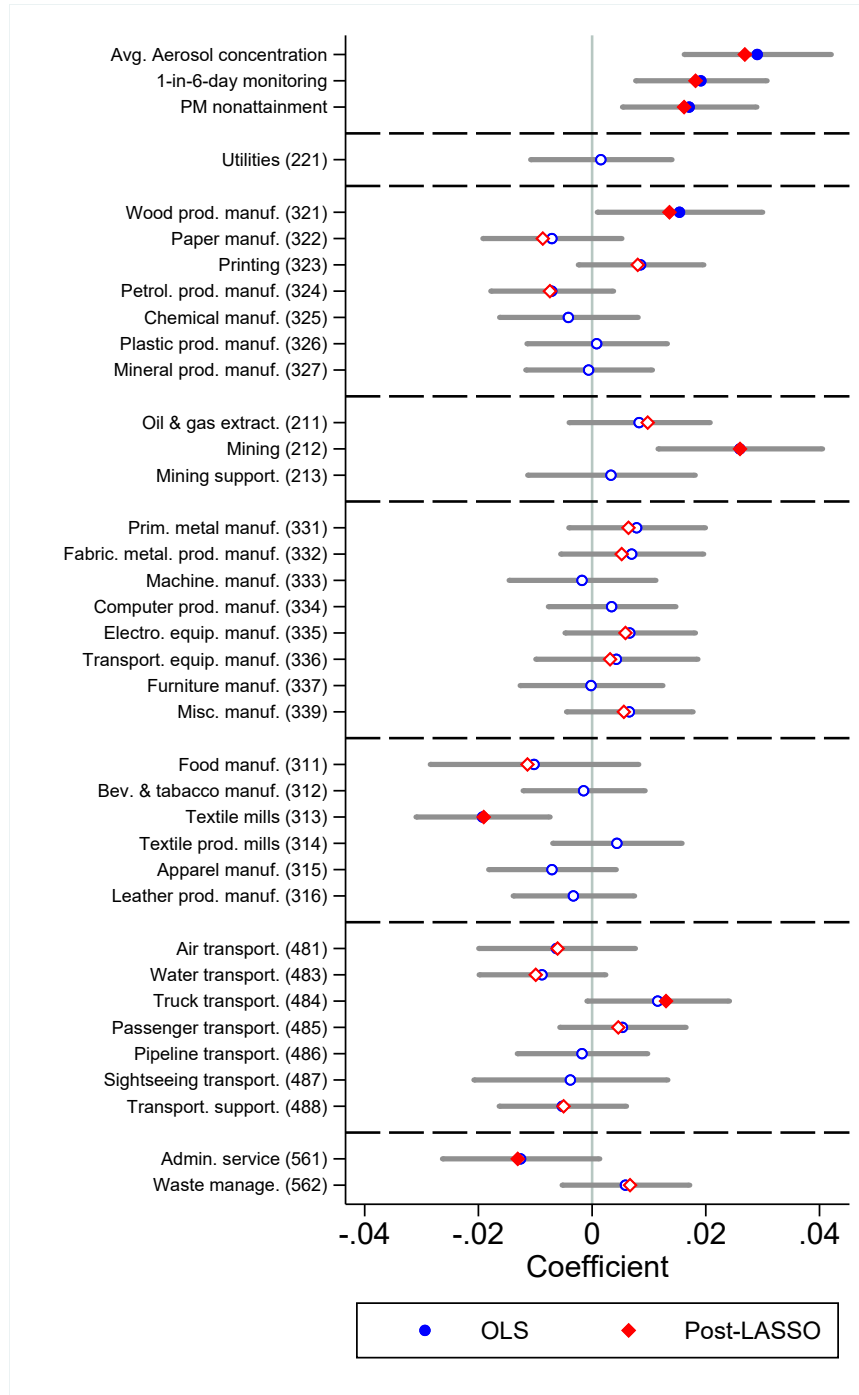 Avg. Aerosol concentration
1-in-6-day monitoring
PM nonattainment
Utilities (221)
Wood prod. manuf. (321)
Paper manuf. (322)
Printing (323)
Petrol. prod. manuf. (324)
Chemical manuf. (325)
Plastic prod. manuf. (326)
Mineral prod. manuf. (327)
Oil & gas extract. (211)
Mining (212)
Mining support. (213)
Prim. metal manuf. (331)
Fabric. metal. prod. manuf. (332)
Machine. manuf. (333)
Computer prod. manuf. (334)
Electro. equip. manuf. (335)
Transport. equip. manuf. (336)
Furniture manuf. (337)
Misc. manuf. (339)
Food manuf. (311)
Bev. & tabacco manuf. (312)
Textile mills (313)
Textile prod. mills (314)
Apparel manuf. (315)
Leather prod. manuf. (316)
Air transport. (481)
Water transport. (483)
Truck transport. (484)
Passenger transport. (485)
Pipeline transport. (486)
Sightseeing transport. (487)
Transport. support. (488)
Admin. service (561)
Waste manage. (562)
-.04 -.02 0 .02 .04
Coefficient
OLS Post-LASSO